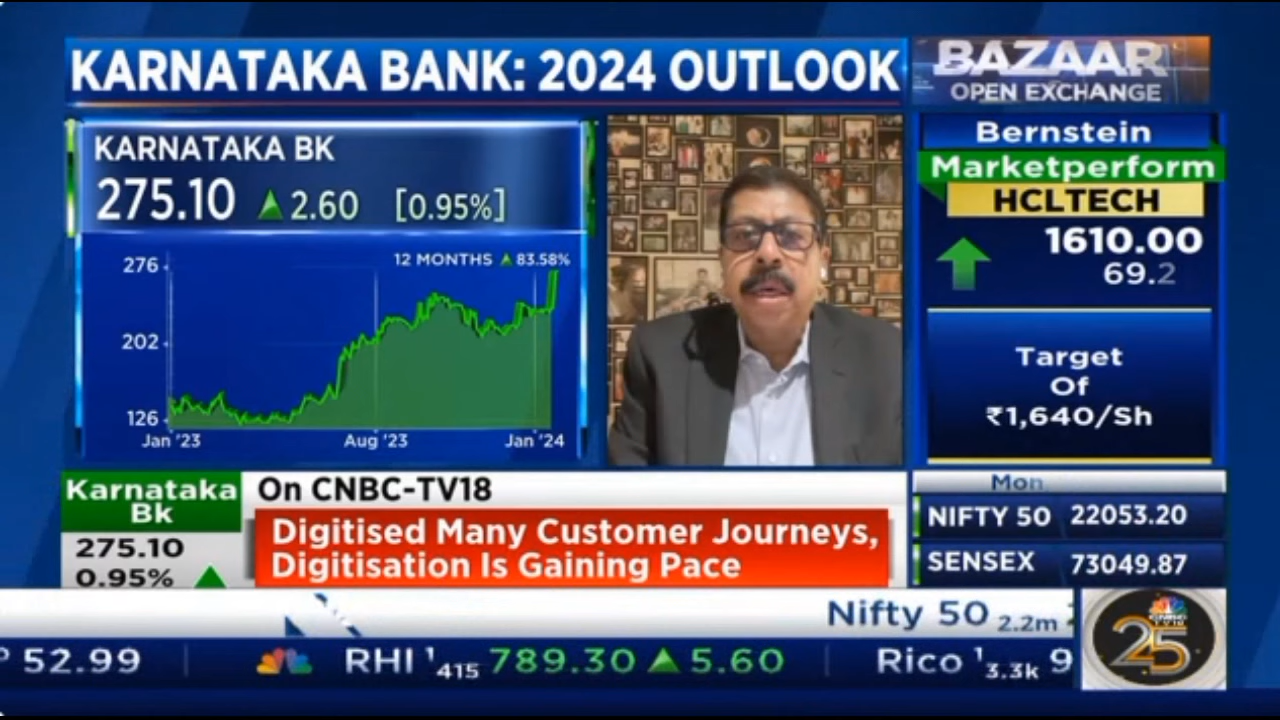 KARNATAKA BANK: 2024 OUTLOOK
BAZAAR
OPEN EXCHANGE
KARNATAKA BK
275.10 ▲ 2.60 [0.95%]
12 MONTHS ▲ 83.58%
276
202
126
Jan '23
Aug '23
Jan '24
Bernstein
Marketperform
HCLTECH
1610.00
69.2
Target
Of
₹1,640/Sh
Karnataka
Bk
275.10
0.95%
On CNBC-TV18
Digitised Many Customer Journeys,
Digitisation Is Gaining Pace
Mon
NIFTY 50 22053.20
SENSEX 73049.87
Nifty 50 2.2m
P 52.99
RHI 1 415 789.30 ▲ 5.60
Rico 1 3.3k 9
25